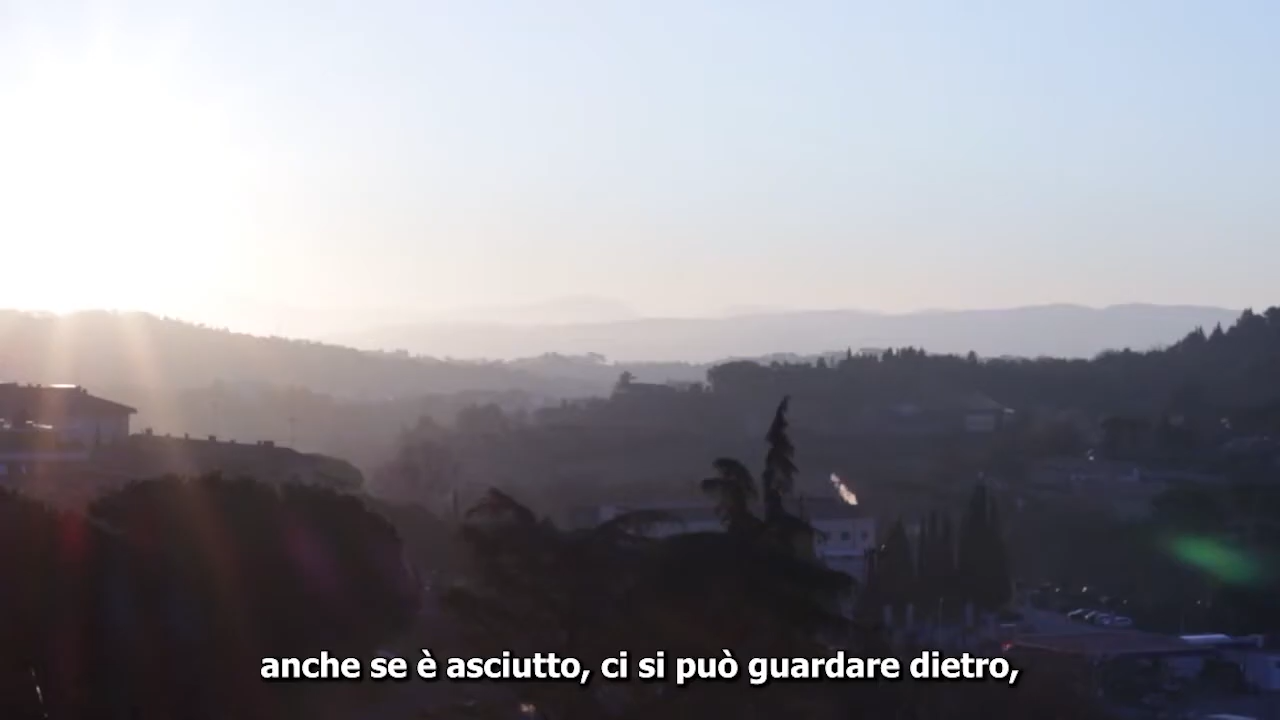 anche se è asciutto, ci si può guardare dietro,